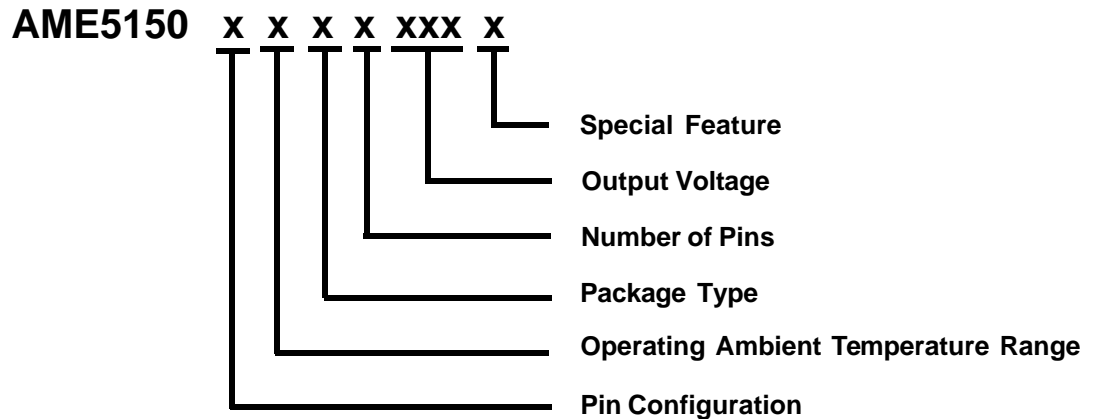 AME5150 x x x x xxx x
Special Feature
Output Voltage
Number of Pins
Package Type
Operating Ambient Temperature Range
Pin Configuration